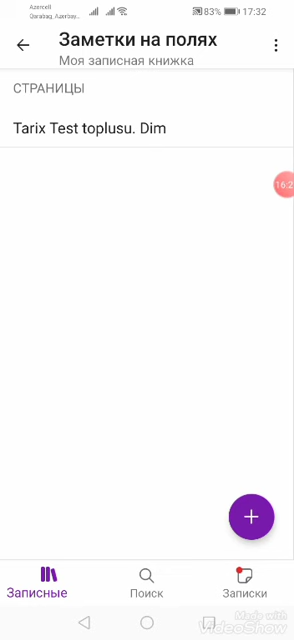 Azercell
Qarabaq, Azerbay...
83% 17:32
Заметки на полях
Моя записная книжка
СТРАНИЦЫ
Tarix Test toplusu. Dim
16:2
Записные
Поиск
Записки
Made with
VideoShow